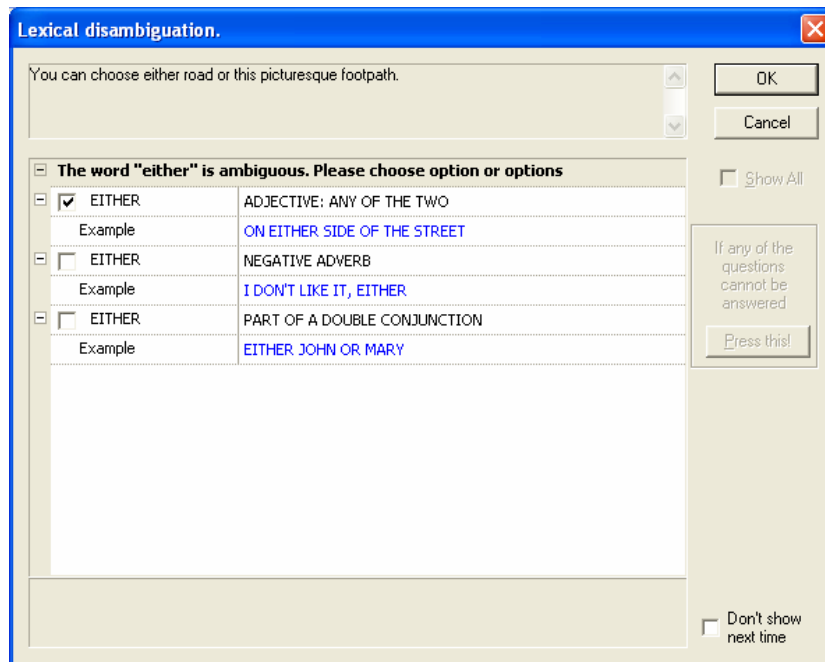 Lexical disambiguation.
You can choose either road or this picturesque footpath.
OK
Cancel
Show All
If any of the
questions
cannot be
answered
Press this!
The word "either" is ambiguous. Please choose option or options
EITHER ADJECTIVE: ANY OF THE TWO
Example ON EITHER SIDE OF THE STREET
EITHER NEGATIVE ADVERB
Example I DON'T LIKE IT, EITHER
EITHER PART OF A DOUBLE CONJUNCTION
Example EITHER JOHN OR MARY
Don't show
next time